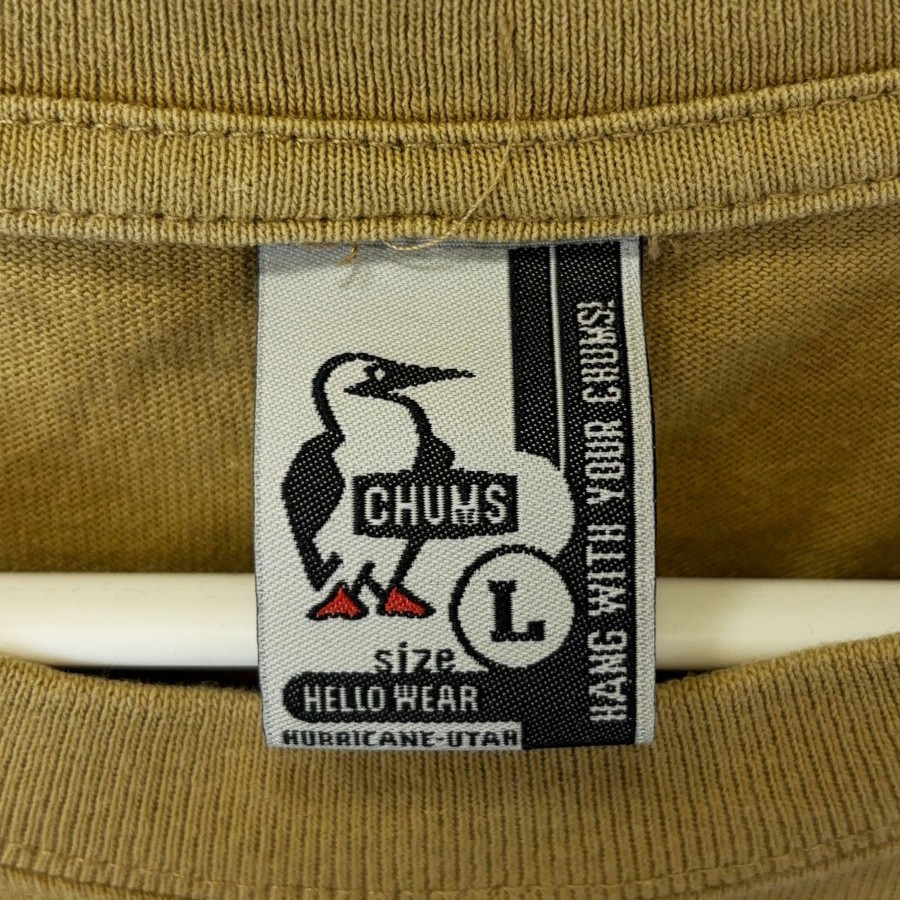 CHUMS
L
size
HELLO WEAR
HURRICANE-UTAH
HANG WITH YOUR CHUMS!